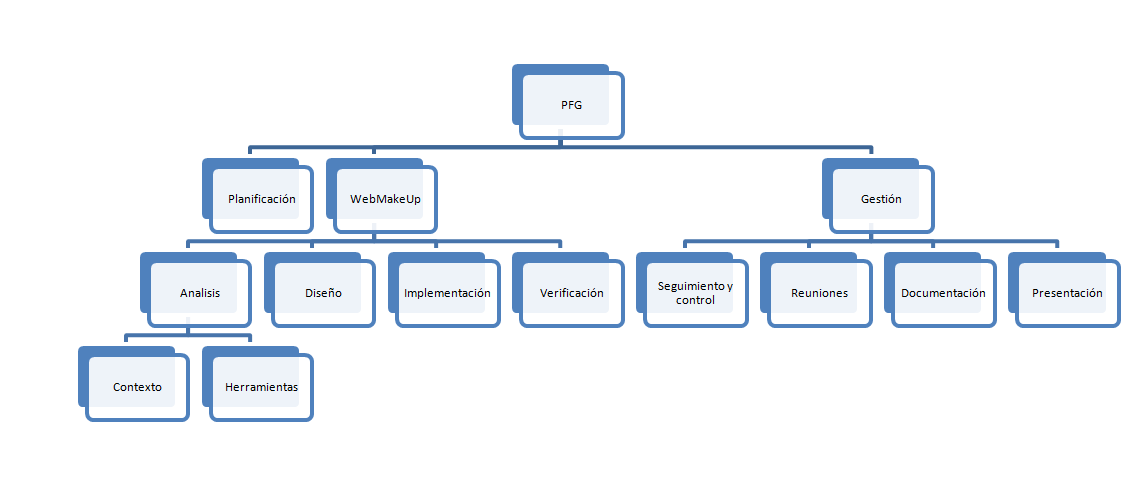 PFG
Planificación
WebMakeUp
Gestión
Analisis
Diseño
Implementación
Verificación
Seguimiento y
control
Reuniones
Documentación
Presentación
Contexto
Herramientas